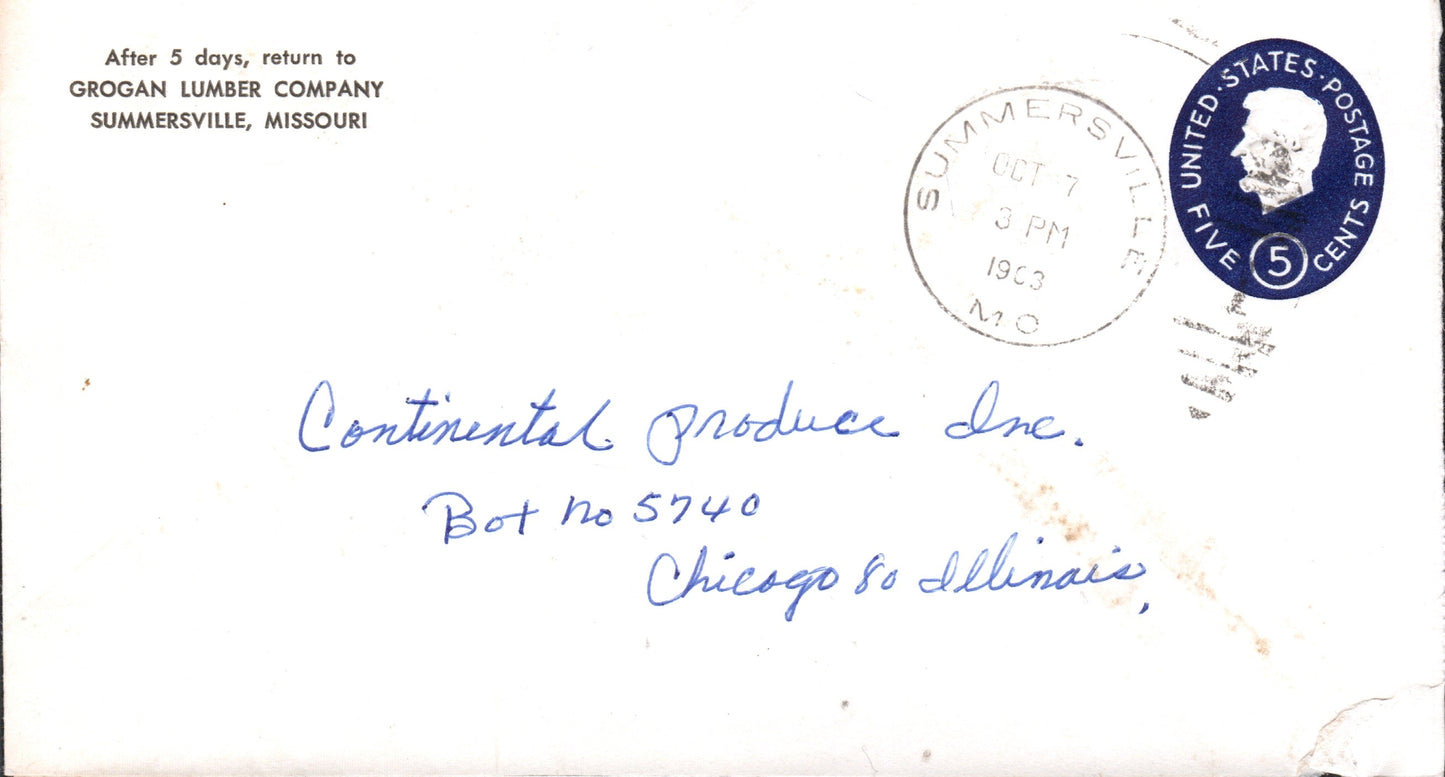 After 5 days, return to
GROGAN LUMBER COMPANY
SUMMERSVILLE, MISSOURI
SUMMERSVILLE
OCT 7
3 PM
1963
MO
UNITED·STATES·POSTAGE
FIVE 5 CENTS
Continental Produce Inc.
Box No 5740
Chicago 80 Illinois,